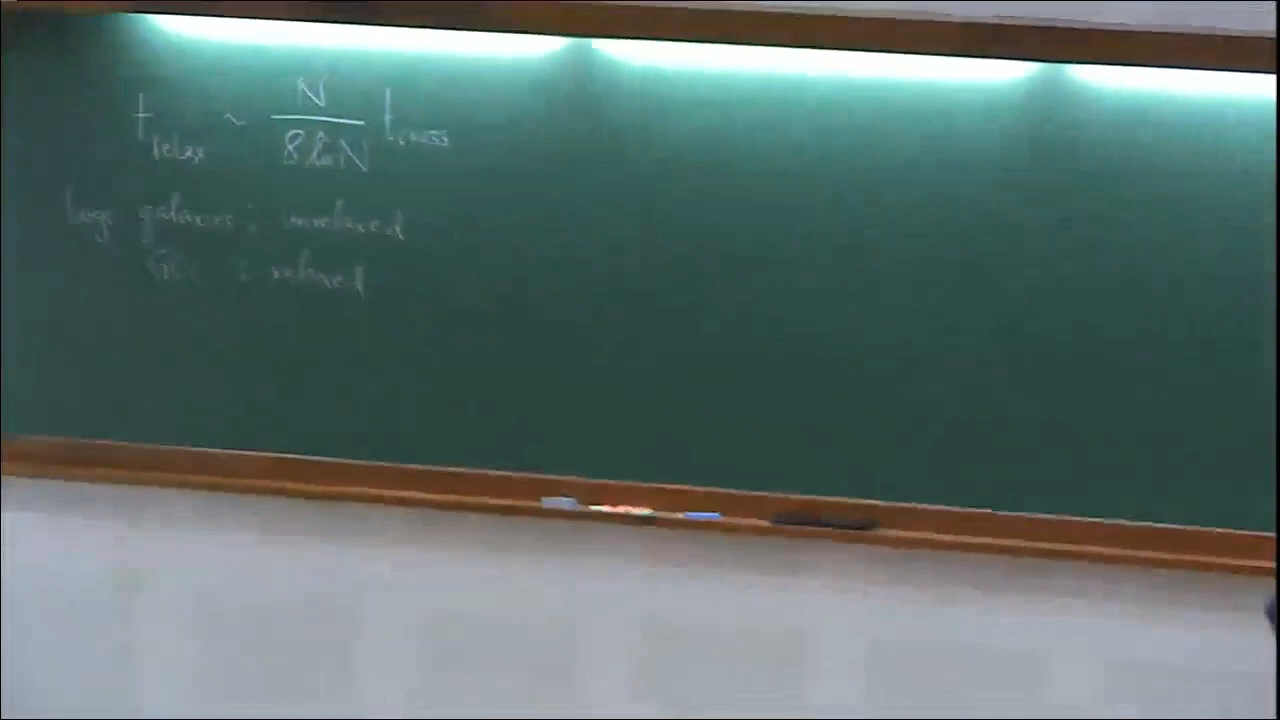 t_relax ~ N / (8 ln N) t_cross
large galaxies : unrelaxed
GCs : relaxed